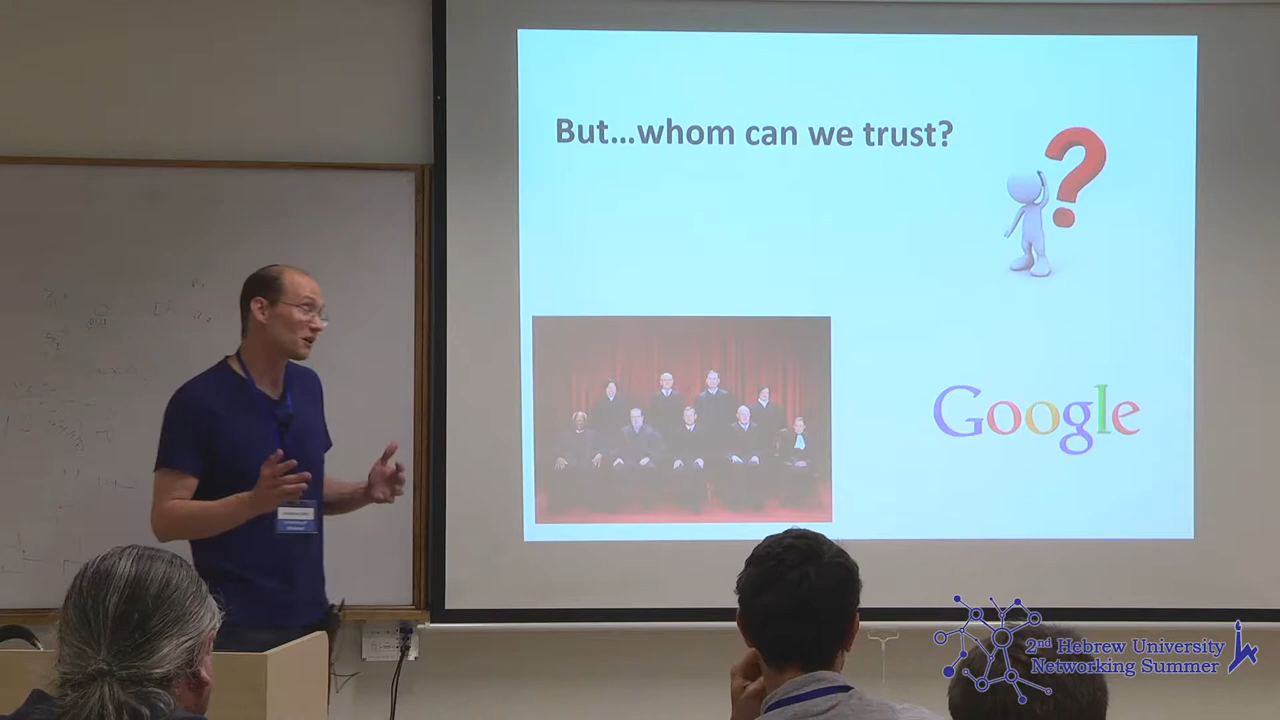 But...whom can we trust?
?
Google
2nd Hebrew University
Networking Summer